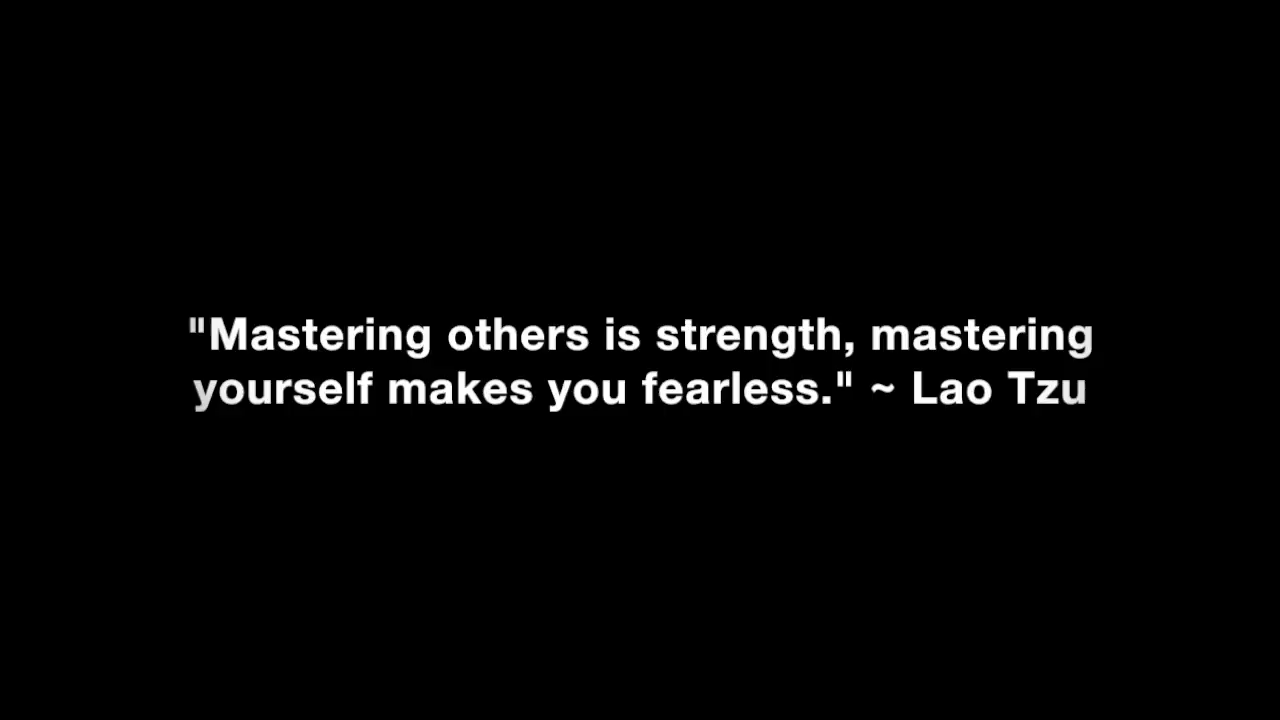 "Mastering others is strength, mastering
yourself makes you fearless." ~ Lao Tzu